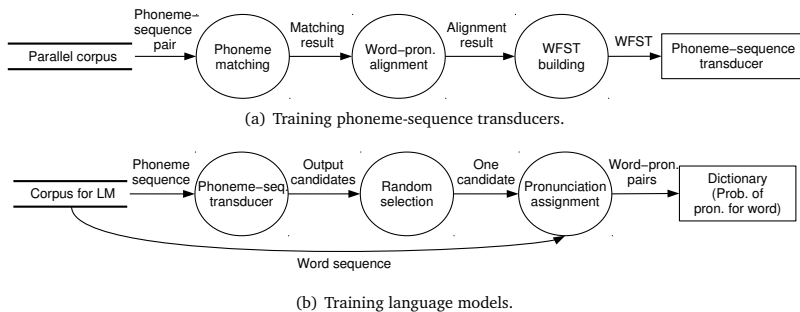 Phoneme-
sequence
pair
Matching
result
Alignment
result
WFST
Parallel corpus
Phoneme
matching
Word-pron.
alignment
WFST
building
Phoneme-sequence
transducer
(a) Training phoneme-sequence transducers.
Phoneme
sequence
Output
candidates
One
candidate
Word-pron.
pairs
Corpus for LM
Phoneme-seq.
transducer
Random
selection
Pronunciation
assignment
Dictionary
(Prob. of
pron. for word)
Word sequence
(b) Training language models.